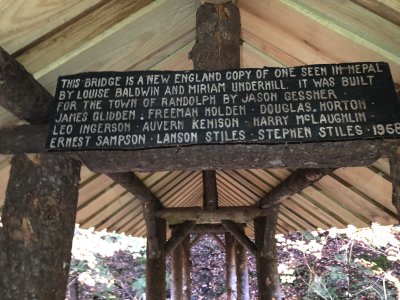 THIS BRIDGE IS A NEW ENGLAND COPY OF ONE SEEN IN NEPAL
BY LOUISE BALDWIN AND MIRIAM UNDERHILL. IT WAS BUILT
FOR THE TOWN OF RANDOLPH BY JASON GESSNER
JAMES GLIDDEN · FREEMAN HOLDEN · DOUGLAS HORTON
LEO INGERSON · AUVERN KENISON · HARRY McLAUGHLIN
ERNEST SAMPSON · LANSON STILES · STEPHEN STILES · 1968